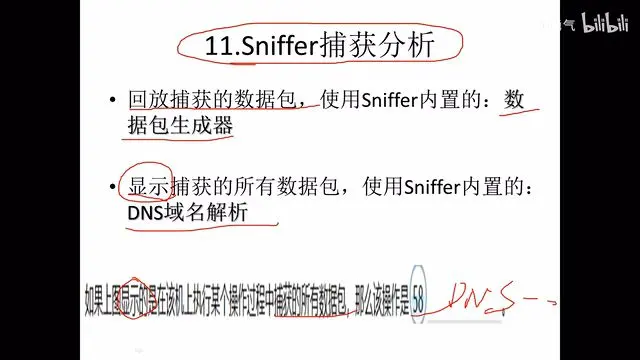 bilibili
11.Sniffer捕获分析
• 回放捕获的数据包，使用Sniffer内置的：数
据包生成器
• 显示捕获的所有数据包，使用Sniffer内置的：
DNS域名解析
如果上图显示的是在该机上执行某个操作过程中捕获的所有数据包，那么该操作是 58 DNS